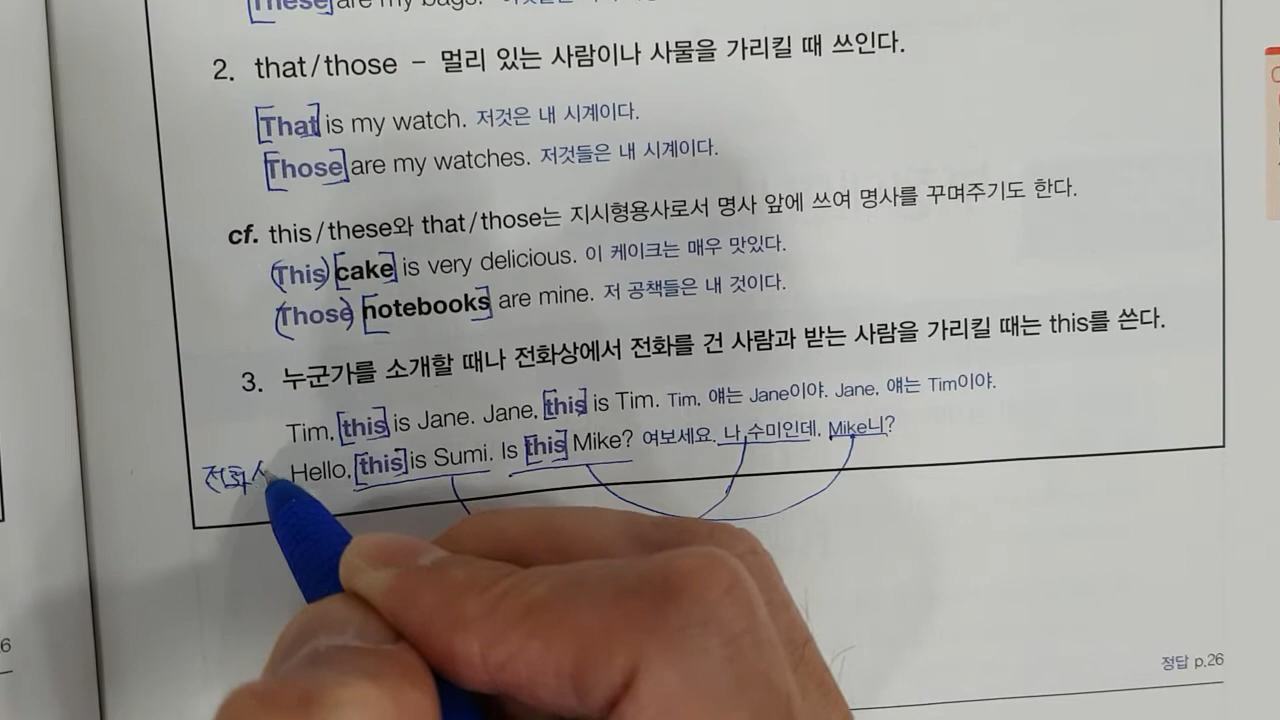 These are my bags.
2. that/those – 멀리 있는 사람이나 사물을 가리킬 때 쓰인다.
That is my watch. 저것은 내 시계이다.
Those are my watches. 저것들은 내 시계이다.
cf. this/these와 that/those는 지시형용사로서 명사 앞에 쓰여 명사를 꾸며주기도 한다.
This cake is very delicious. 이 케이크는 매우 맛있다.
Those notebooks are mine. 저 공책들은 내 것이다.
3. 누군가를 소개할 때나 전화상에서 전화를 건 사람과 받는 사람을 가리킬 때는 this를 쓴다.
Tim, this is Jane. Jane, this is Tim. Tim, 얘는 Jane이야. Jane, 얘는 Tim이야.
전화 Hello, this is Sumi. Is this Mike? 여보세요. 나 수미인데. Mike니?
6
정답 p.26